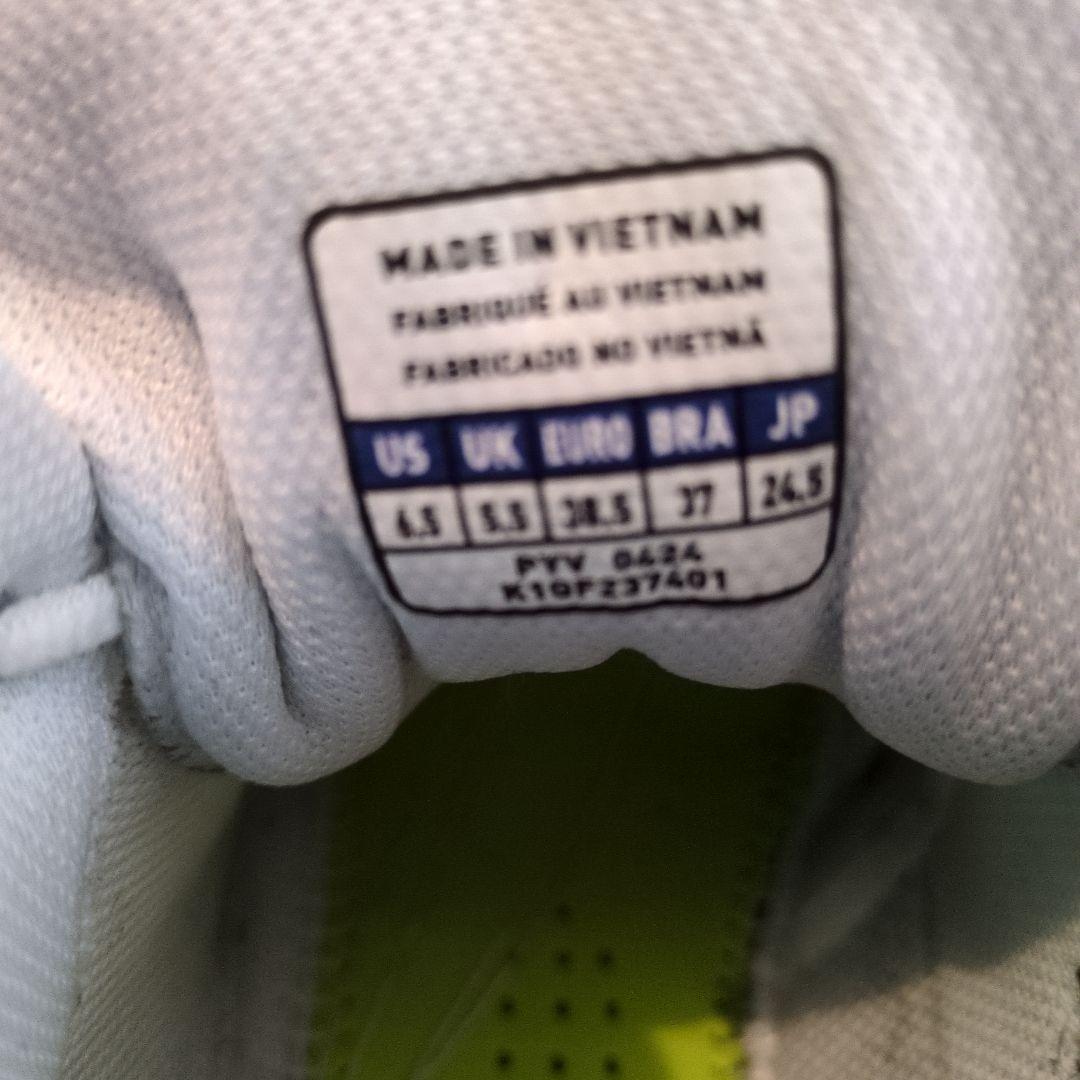 MADE IN VIETNAM
FABRIQUÉ AU VIETNAM
FABRICADO NO VIETNÃ
US UK EURO BRA JP
6.5 5.5 38.5 37 24.5
PYV 0424
K1GF237401